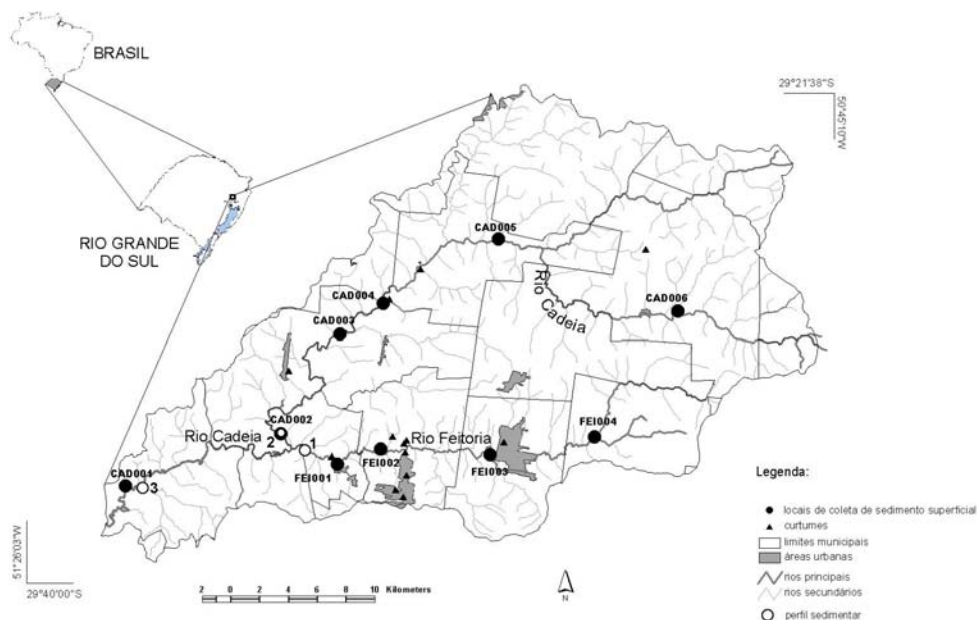 BRASIL
29°21'38"S
50°45'10"W
RIO GRANDE
DO SUL
CAD005
Rio Cadeia
CAD006
CAD004
CAD003
CAD002
Rio Cadeia
2
1
Rio Feitoria
FEI004
FEI002
FEI003
FEI001
CAD001
3
Legenda:
locais de coleta de sedimento superficial
curtumes
limites municipais
áreas urbanas
rios principais
rios secundários
perfil sedimentar
51°26'03"W
29°40'00"S
2 0 2 4 6 8 10 Kilometers
N